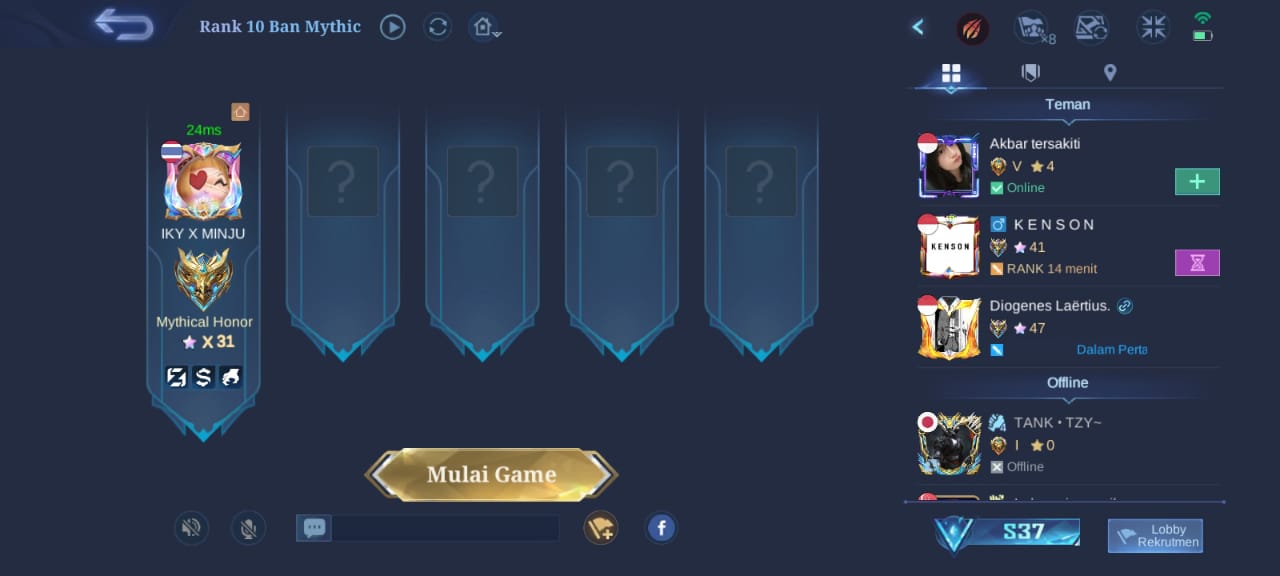 Rank 10 Ban Mythic
×8
24ms
IKY X MINJU
Mythical Honor
X 31
?
?
?
?
Mulai Game
Teman
Akbar tersakiti
V 4
Online
K E N S O N
KENSON
41
RANK 14 menit
Diogenes Laërtius.
47
Dalam Perta
Offline
TANK • TZY~
I 0
Offline
S37
Lobby
Rekrutmen